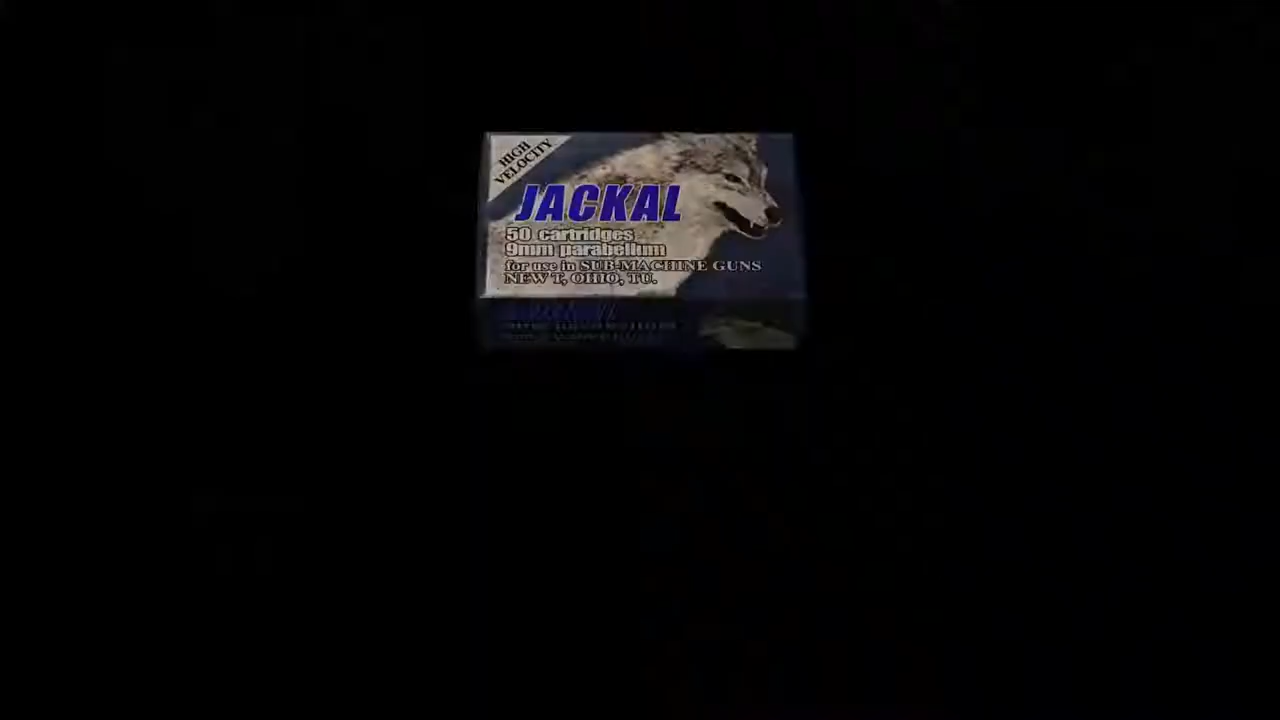 HIGH
VELOCITY
JACKAL
50 cartridges
9mm parabellum
for use in SUB-MACHINE GUNS
NEW T, OHIO, TU.